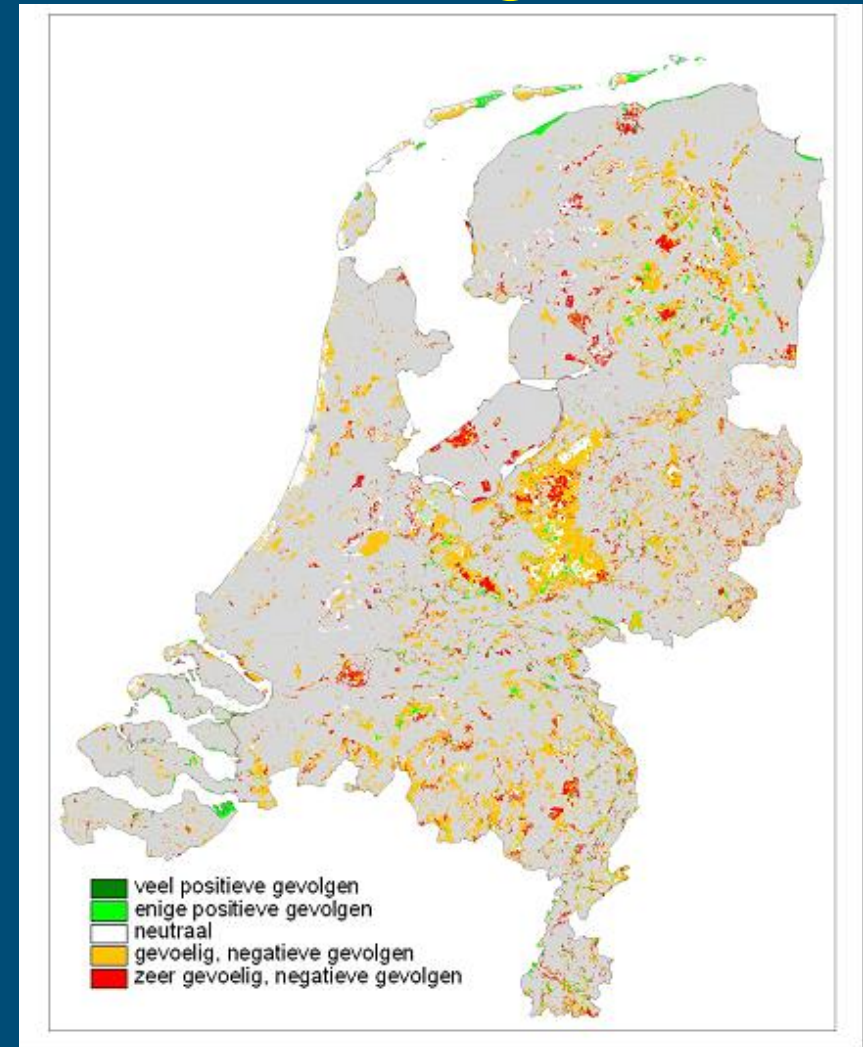 veel positieve gevolgen
enige positieve gevolgen
neutraal
gevoelig, negatieve gevolgen
zeer gevoelig, negatieve gevolgen